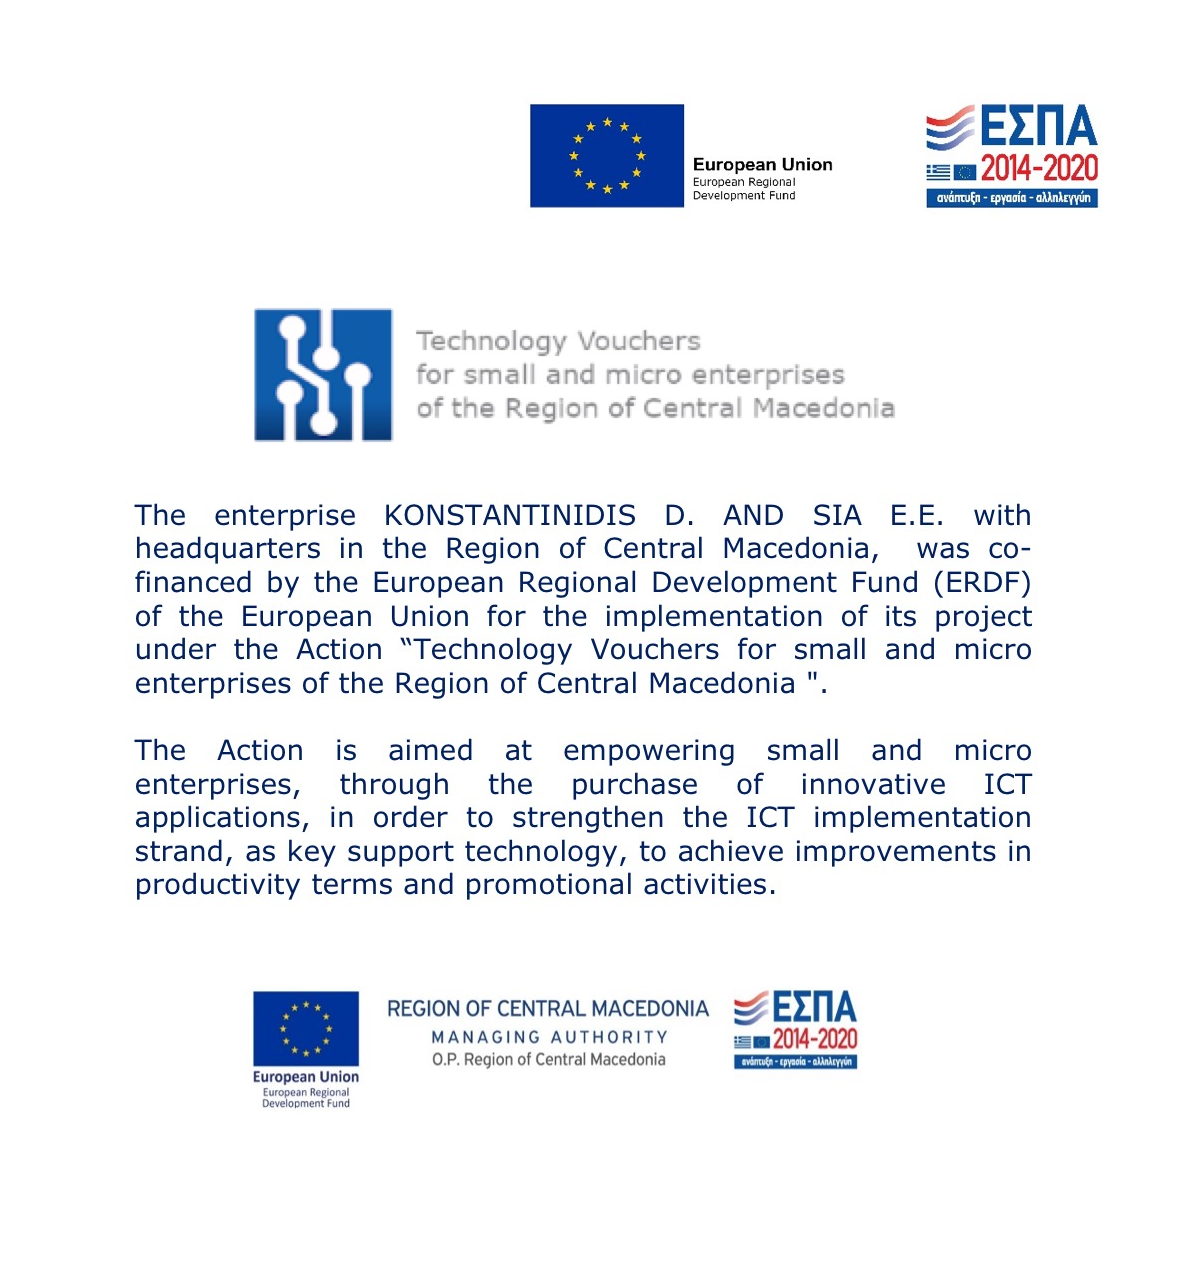 European Union
European Regional
Development Fund
ΕΣΠΑ
2014-2020
ανάπτυξη - εργασία - αλληλεγγύη
Technology Vouchers
for small and micro enterprises
of the Region of Central Macedonia
The enterprise KONSTANTINIDIS D. AND SIA E.E. with
headquarters in the Region of Central Macedonia, was co-
financed by the European Regional Development Fund (ERDF)
of the European Union for the implementation of its project
under the Action “Technology Vouchers for small and micro
enterprises of the Region of Central Macedonia ".
The Action is aimed at empowering small and micro
enterprises, through the purchase of innovative ICT
applications, in order to strengthen the ICT implementation
strand, as key support technology, to achieve improvements in
productivity terms and promotional activities.
European Union
European Regional
Development Fund
REGION OF CENTRAL MACEDONIA
MANAGING AUTHORITY
O.P. Region of Central Macedonia
ΕΣΠΑ
2014-2020
ανάπτυξη - εργασία - αλληλεγγύη